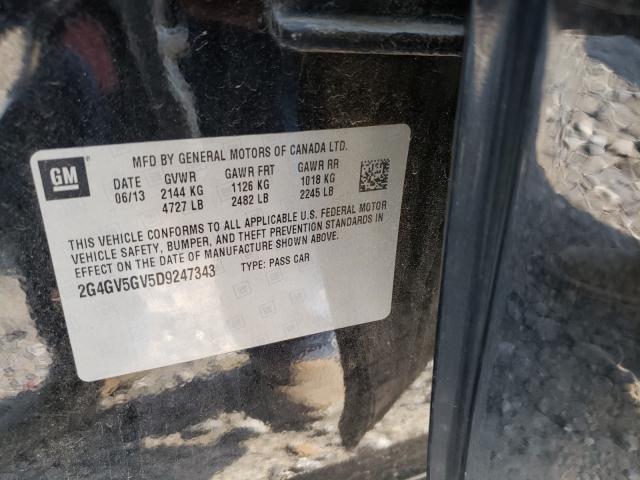 GM
MFD BY GENERAL MOTORS OF CANADA LTD.
DATE GVWR GAWR FRT GAWR RR
06/13 2144 KG 1126 KG 1018 KG
4727 LB 2482 LB 2245 LB
THIS VEHICLE CONFORMS TO ALL APPLICABLE U.S. FEDERAL MOTOR
VEHICLE SAFETY, BUMPER, AND THEFT PREVENTION STANDARDS IN
EFFECT ON THE DATE OF MANUFACTURE SHOWN ABOVE.
2G4GV5GV5D9247343 TYPE: PASS CAR